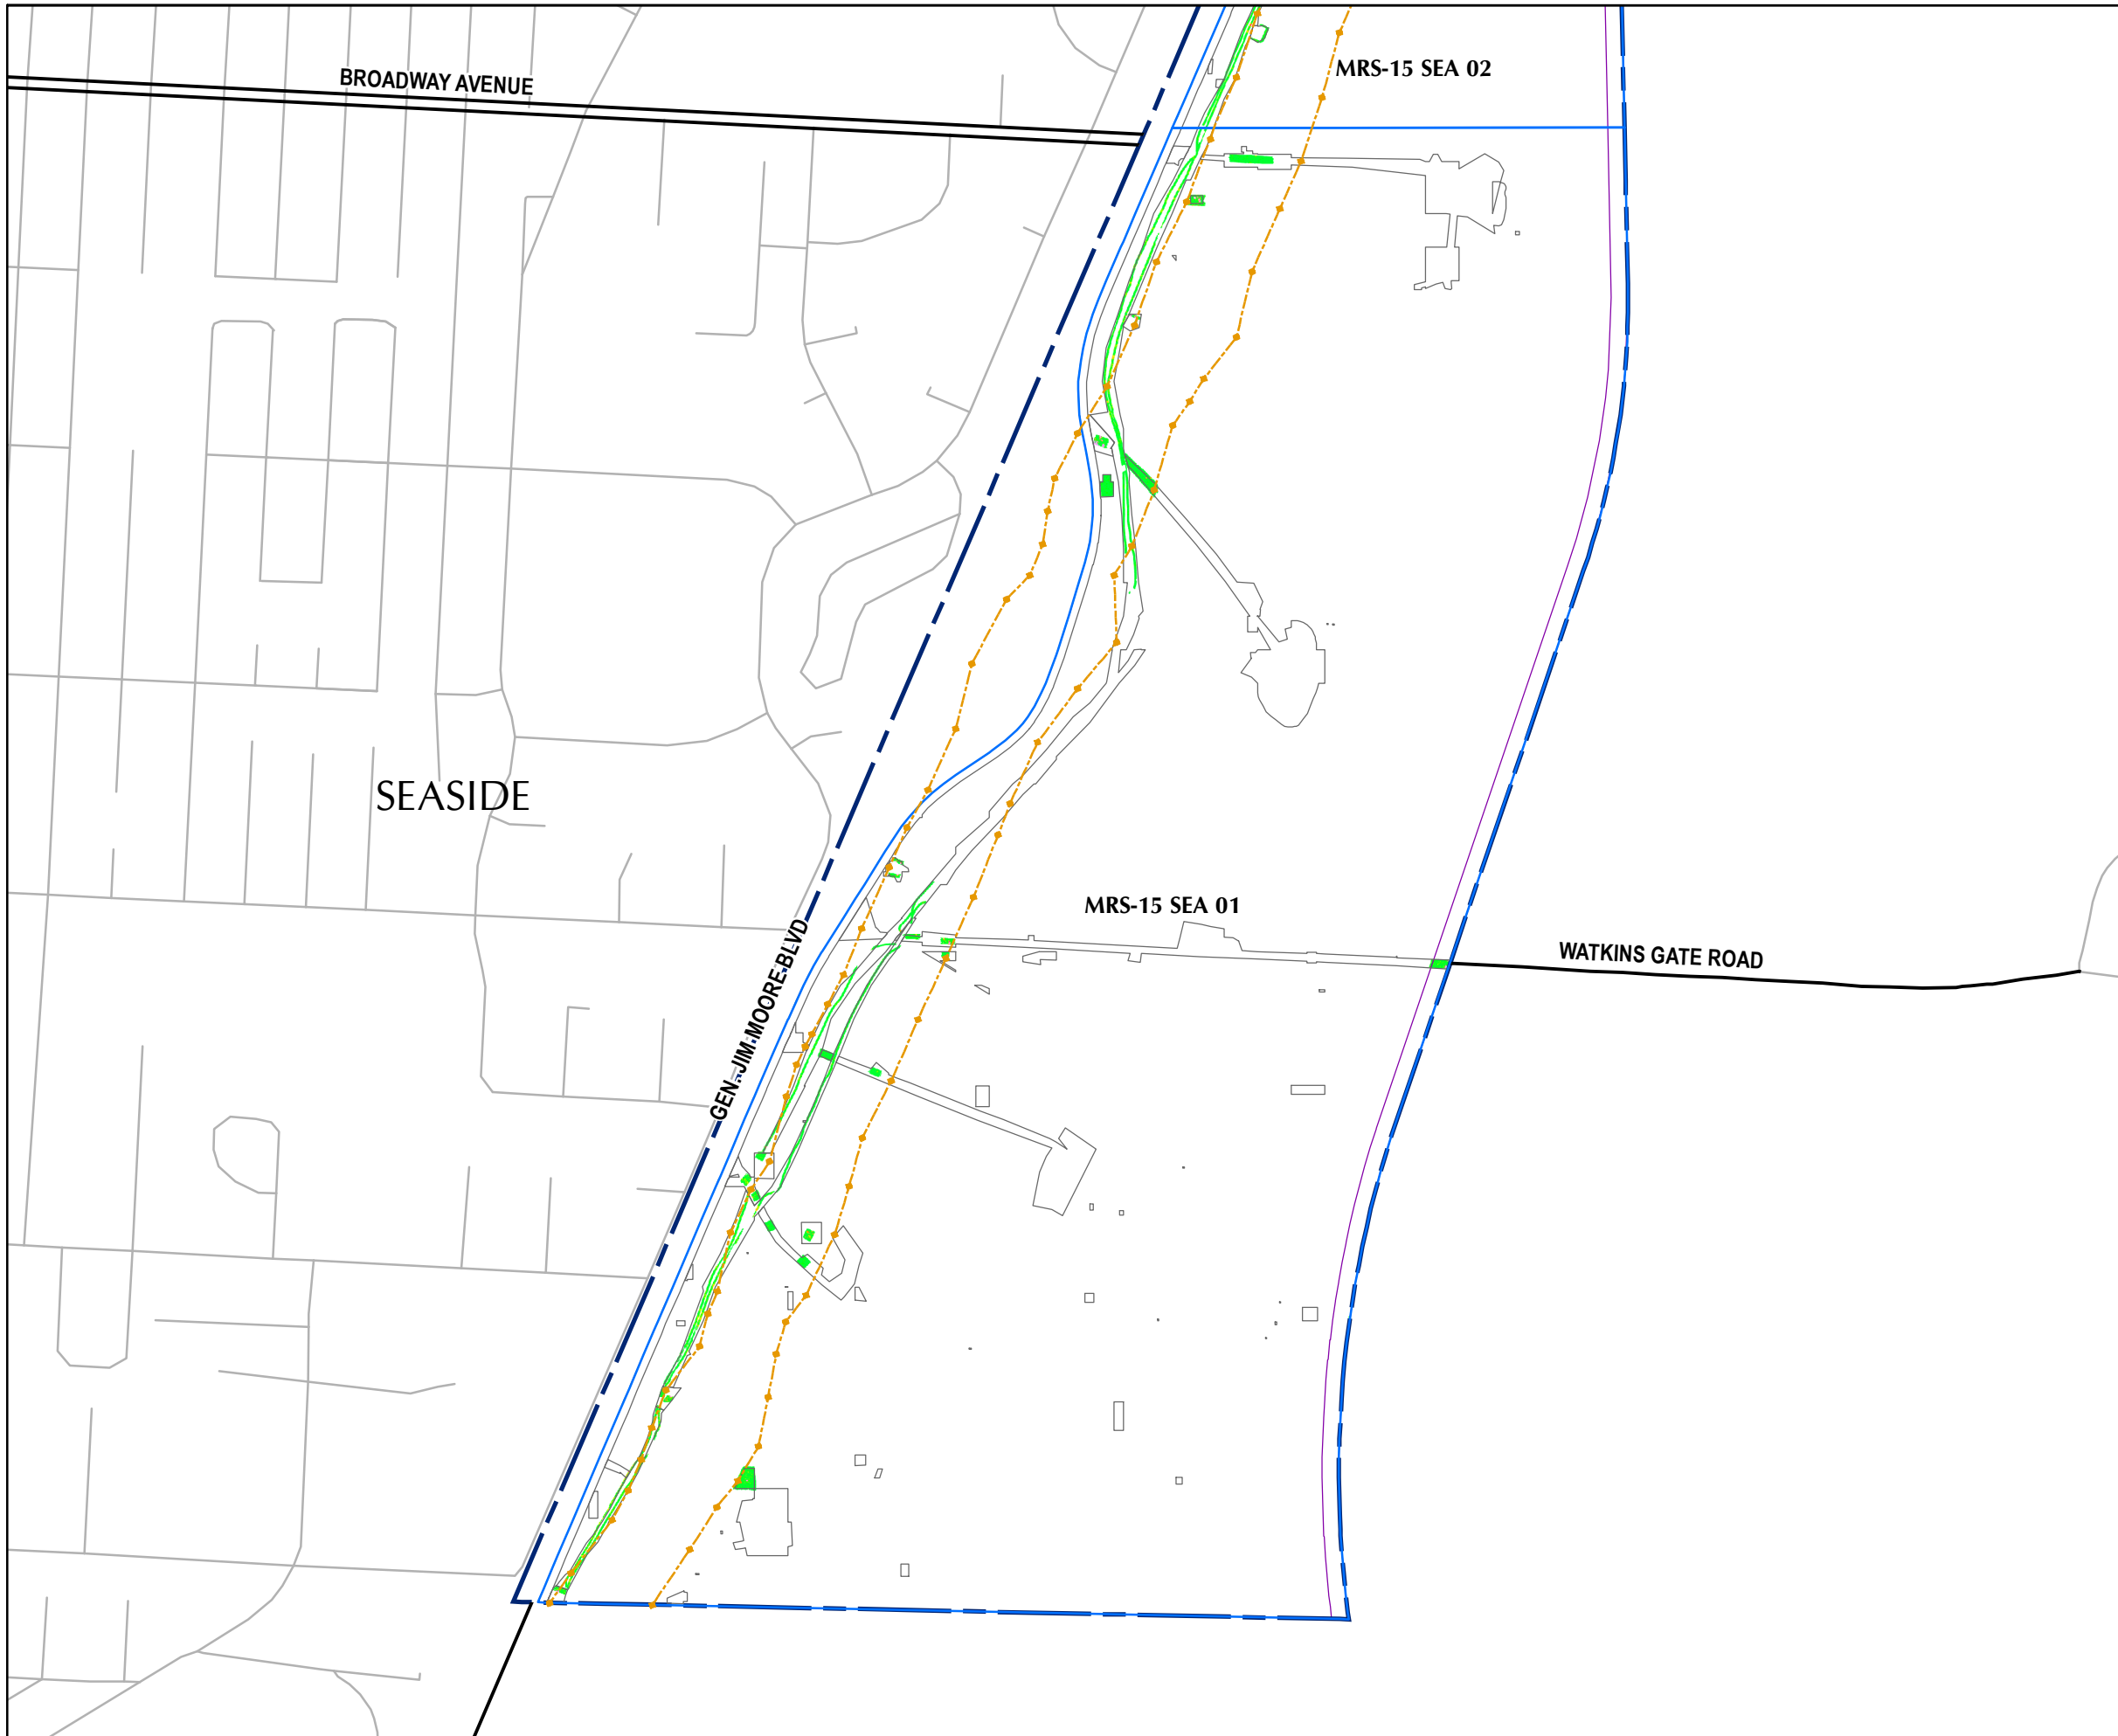 MRS-15 SEA 02
BROADWAY AVENUE
SEASIDE
MRS-15 SEA 01
WATKINS GATE ROAD
GEN. JIM MOORE BLVD